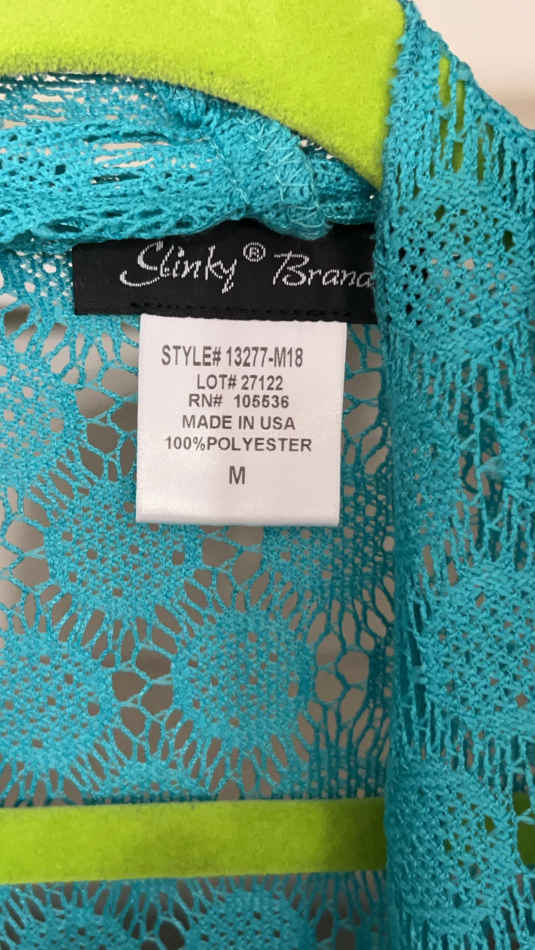 Slinky® Brand
STYLE# 13277-M18
LOT# 27122
RN# 105536
MADE IN USA
100%POLYESTER
M